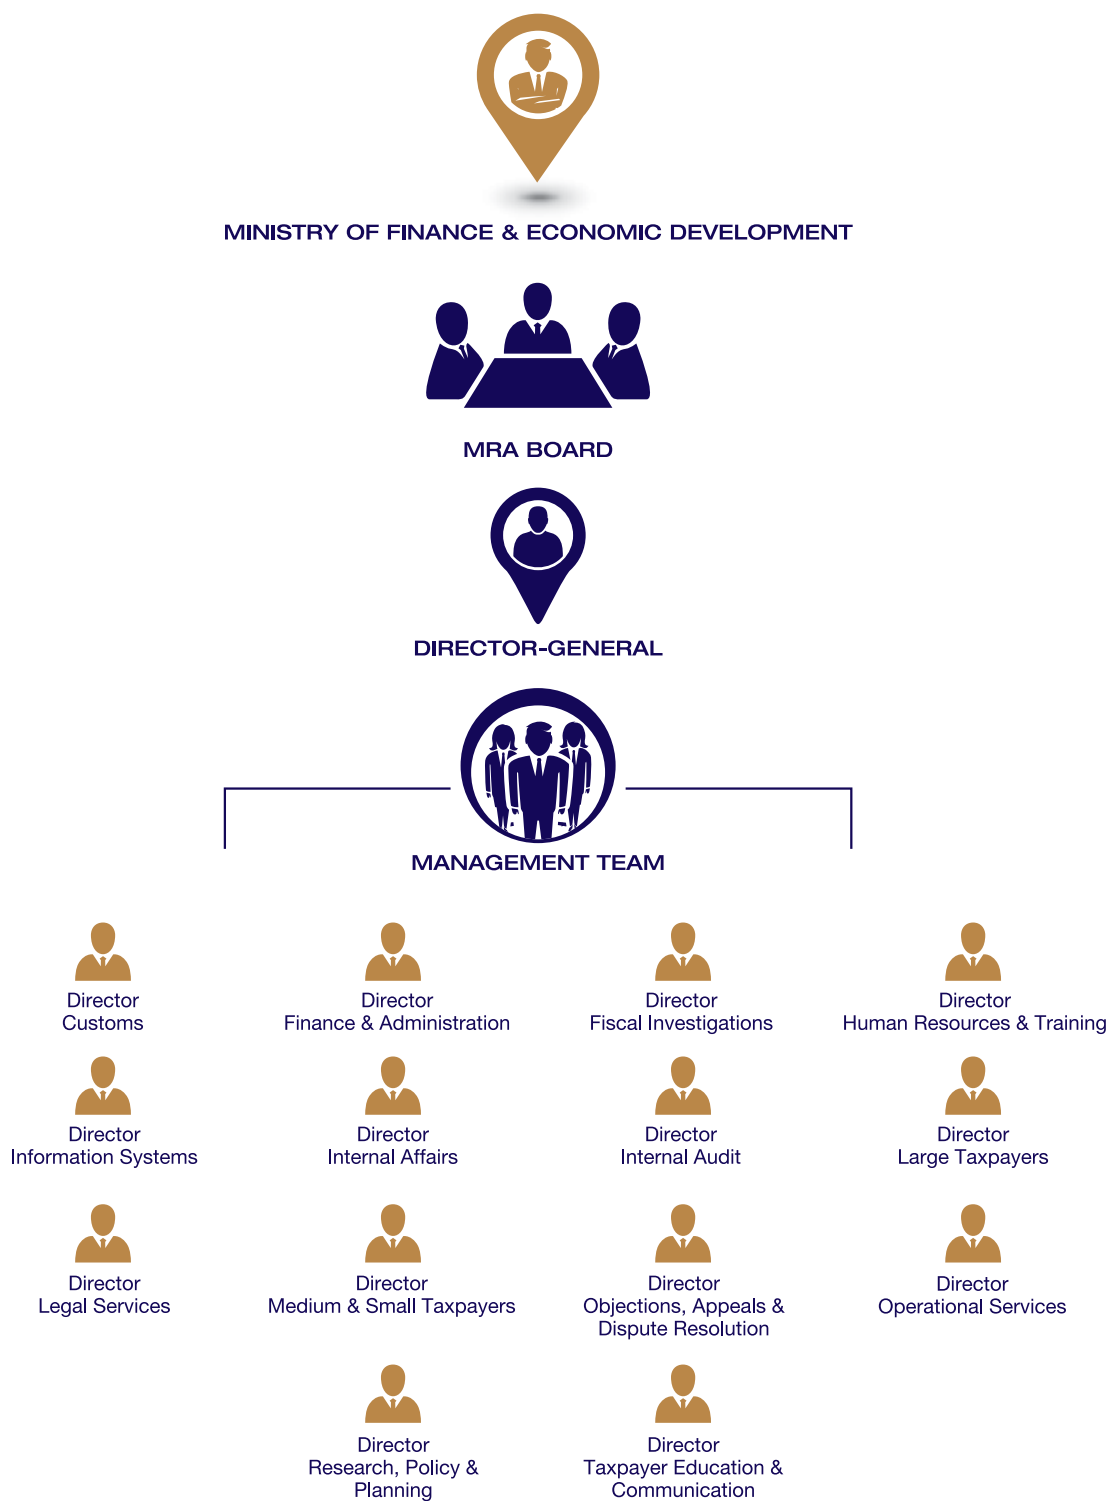 MINISTRY OF FINANCE & ECONOMIC DEVELOPMENT
MRA BOARD
DIRECTOR-GENERAL
MANAGEMENT TEAM
Director
Customs
Director
Finance & Administration
Director
Fiscal Investigations
Director
Human Resources & Training
Director
Information Systems
Director
Internal Affairs
Director
Internal Audit
Director
Large Taxpayers
Director
Legal Services
Director
Medium & Small Taxpayers
Director
Objections, Appeals &
Dispute Resolution
Director
Operational Services
Director
Research, Policy &
Planning
Director
Taxpayer Education &
Communication